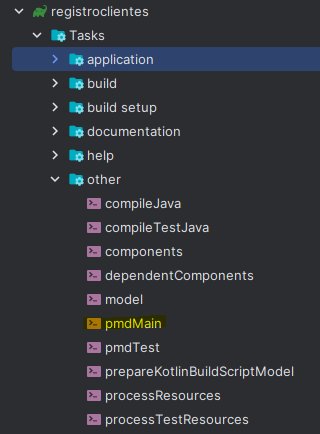 registroclientes
Tasks
application
build
build setup
documentation
help
other
compileJava
compileTestJava
components
dependentComponents
model
pmdMain
pmdTest
prepareKotlinBuildScriptModel
processResources
processTestResources